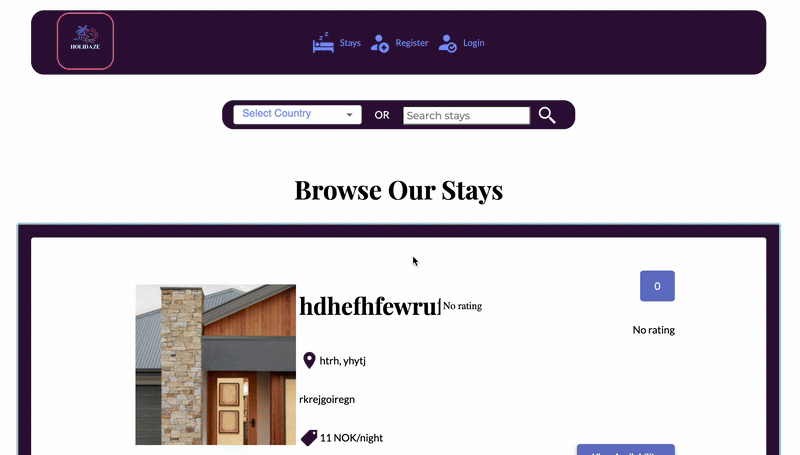 HOLIDAZE
Stays
Register
Login
Select Country
OR
Search stays
Browse Our Stays
hdhefhfewru
No rating
0
No rating
htrh, yhytj
rkrejgoiregn
11 NOK/night